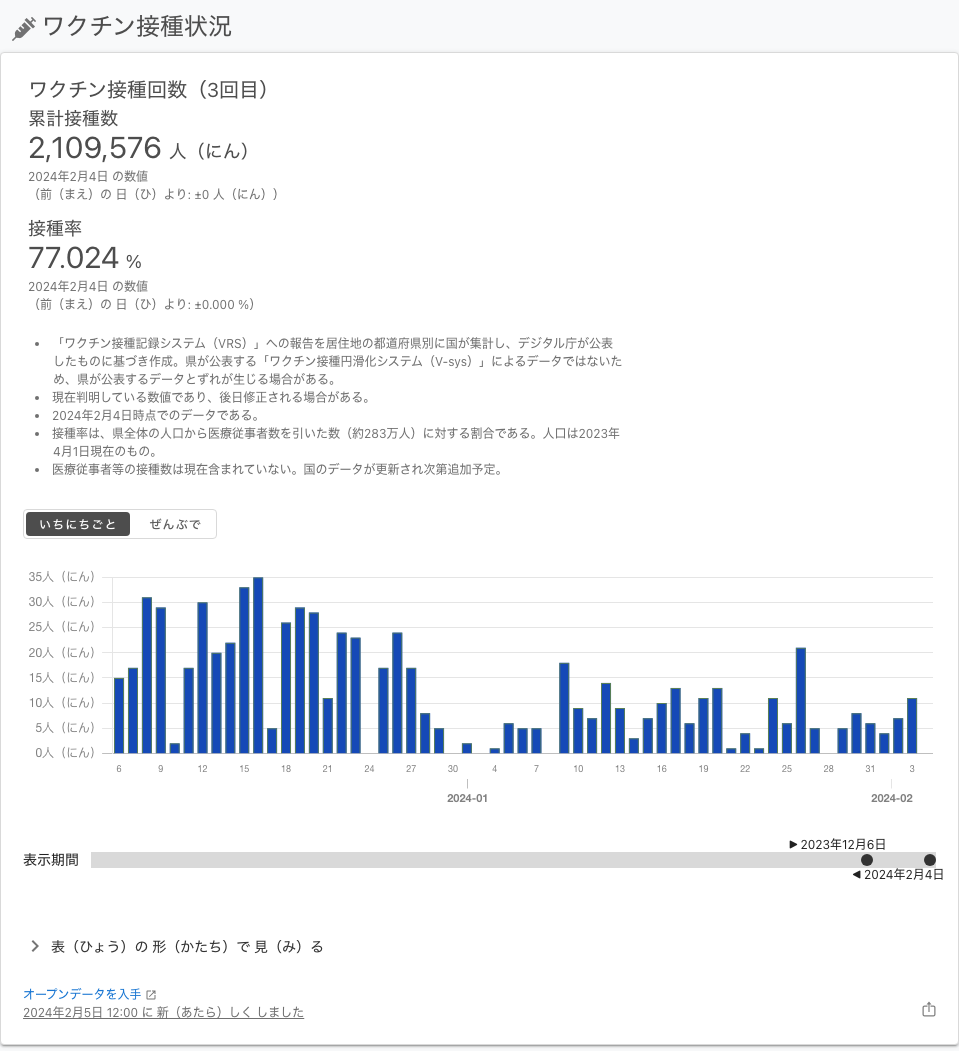 ワクチン接種状況
ワクチン接種回数（3回目）
累計接種数
2,109,576 人（にん）
2024年2月4日 の数値
（前（まえ）の 日（ひ）より: ±0 人（にん））
接種率
77.024 %
2024年2月4日 の数値
（前（まえ）の 日（ひ）より: ±0.000 %）
• 「ワクチン接種記録システム（VRS）」への報告を居住地の都道府県別に国が集計し、デジタル庁が公表
したものに基づき作成。県が公表する「ワクチン接種円滑化システム（V-sys）」によるデータではないた
め、県が公表するデータとずれが生じる場合がある。
• 現在判明している数値であり、後日修正される場合がある。
• 2024年2月4日時点でのデータである。
• 接種率は、県全体の人口から医療従事者数を引いた数（約283万人）に対する割合である。人口は2023年
4月1日現在のもの。
• 医療従事者等の接種数は現在含まれていない。国のデータが更新され次第追加予定。
いちにちごと ぜんぶで
35人（にん）
30人（にん）
25人（にん）
20人（にん）
15人（にん）
10人（にん）
5人（にん）
0人（にん）
6 9 12 15 18 21 24 27 30 4 7 10 13 16 19 22 25 28 31 3
2024-01 2024-02
▶ 2023年12月6日
表示期間
◀ 2024年2月4日
表（ひょう）の 形（かたち）で 見（み）る
オープンデータを入手
2024年2月5日 12:00 に 新（あたら）しく しました